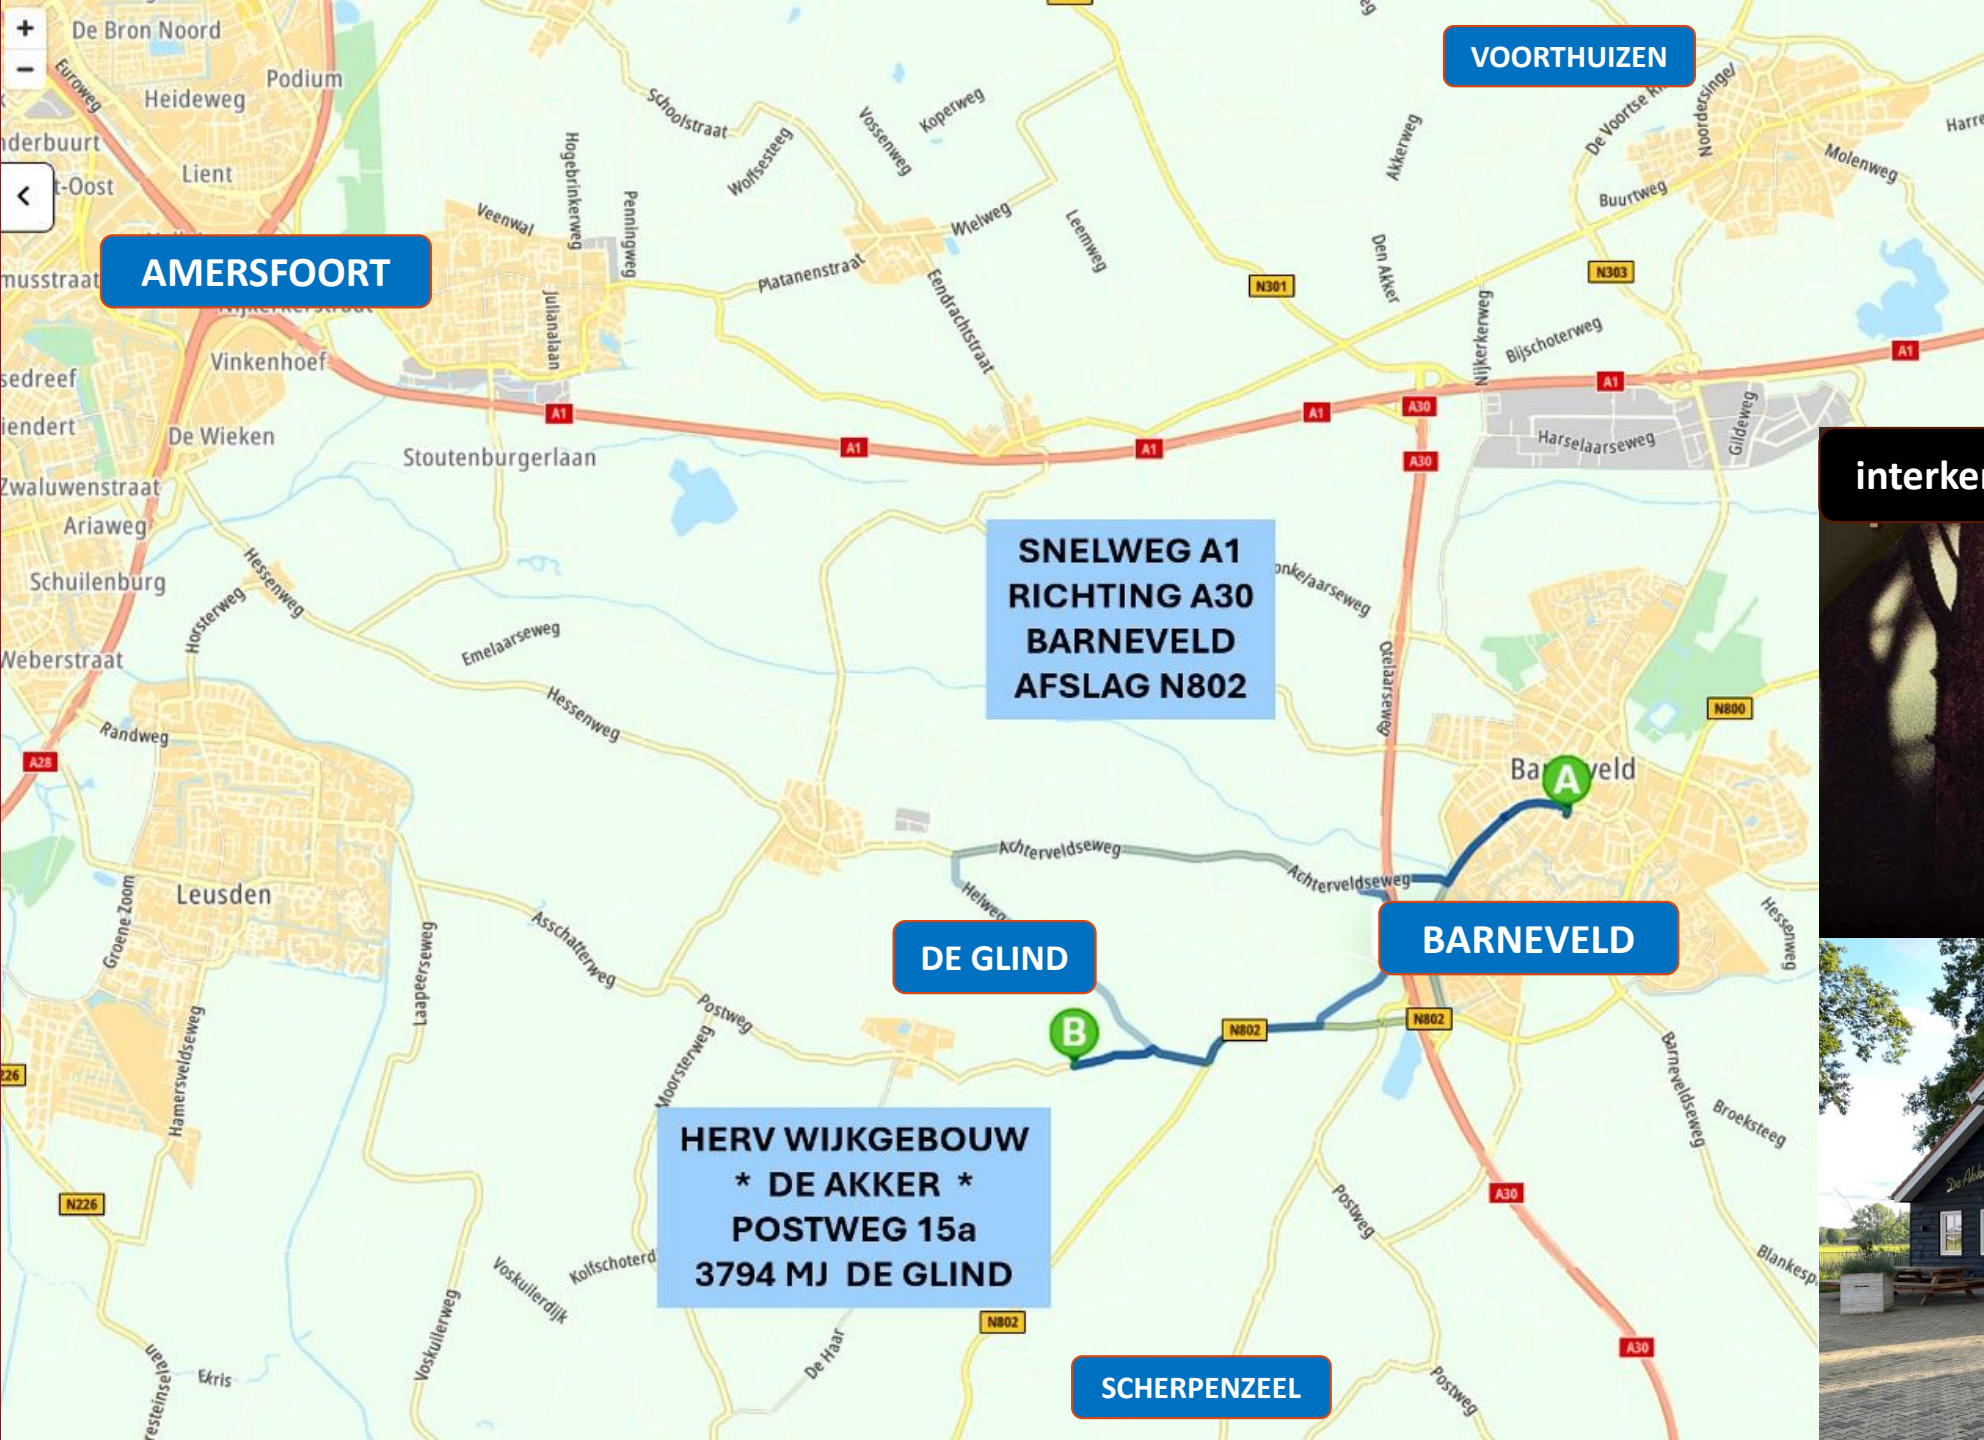 De Bron Noord
Euroweg
Heideweg
Podium
Lient
Vinkenhoef
De Wieken
Stoutenburgerlaan
Zwaluwenstraat
Ariaweg
Schuilenburg
Weberstraat
Randweg
A28
Leusden
Groene Zoom
Hamersveldseweg
N226
Ekris
AMERSFOORT
Veenwal
Hogebrinkerweg
Penningweg
Julianalaan
Schoolstraat
Wolfsesteeg
Vossenweg
Koperweg
Wielweg
Leemweg
Platanenstraat
Eendrachtstraat
A1
A1
A1
A1
A1
A1
VOORTHUIZEN
Akkerweg
Den Akker
Nijkerkerweg
Buurtweg
Noordersingel
Molenweg
N301
N303
Bijschoterweg
Harselaarseweg
Gildeweg
A30
A30
Horsterweg
Hessenweg
Emelaarseweg
Hessenweg
SNELWEG A1
RICHTING A30
BARNEVELD
AFSLAG N802
Otelaarseweg
N800
A
Achterveldseweg
Achterveldseweg
Helweg
DE GLIND
BARNEVELD
Hessenweg
B
N802
N802
Laapeerseweg
Asschatterweg
Postweg
Moorsterweg
HERV WIJKGEBOUW
* DE AKKER *
POSTWEG 15a
3794 MJ DE GLIND
Voskuilerweg
Voskuilerdijk
De Haar
N802
SCHERPENZEEL
Postweg
Postweg
A30
A30
Barneveldseweg
Broeksteeg